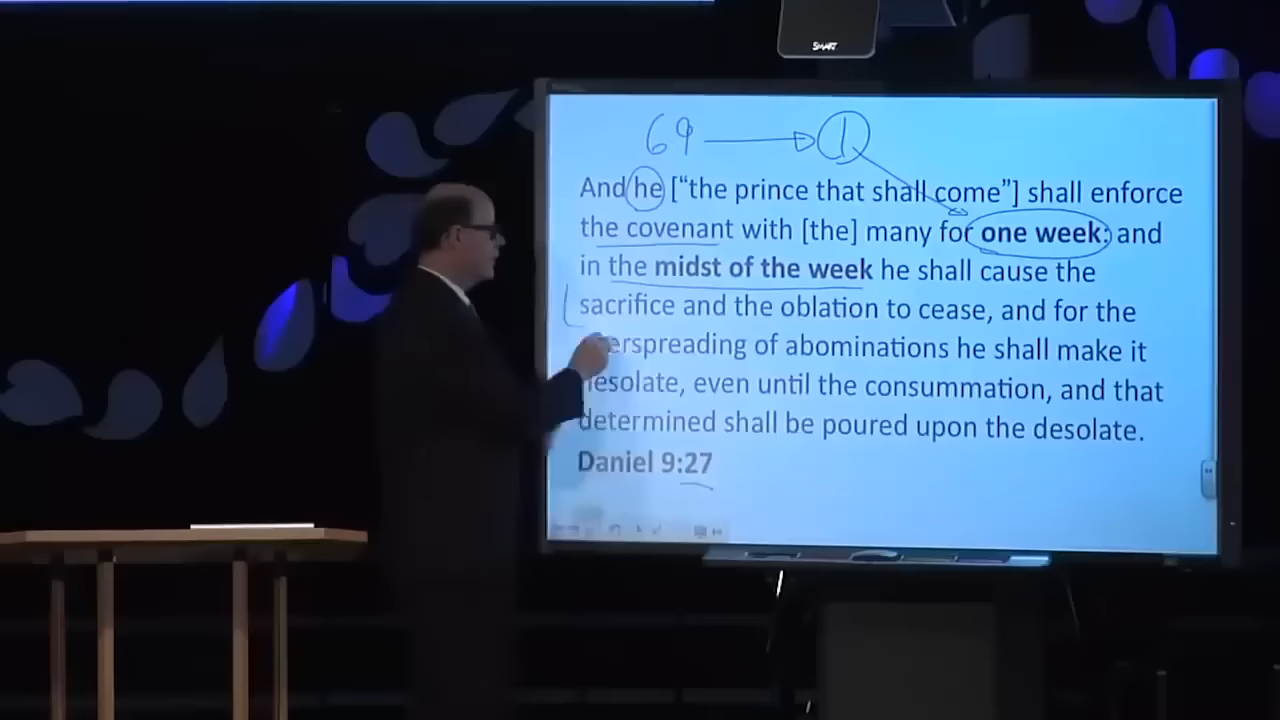 SMART
69 → 1
And he [“the prince that shall come”] shall enforce
the covenant with [the] many for one week: and
in the midst of the week he shall cause the
sacrifice and the oblation to cease, and for the
of abominations he shall make it
even until the consummation, and that
determined shall be poured upon the desolate.
Daniel 9:27